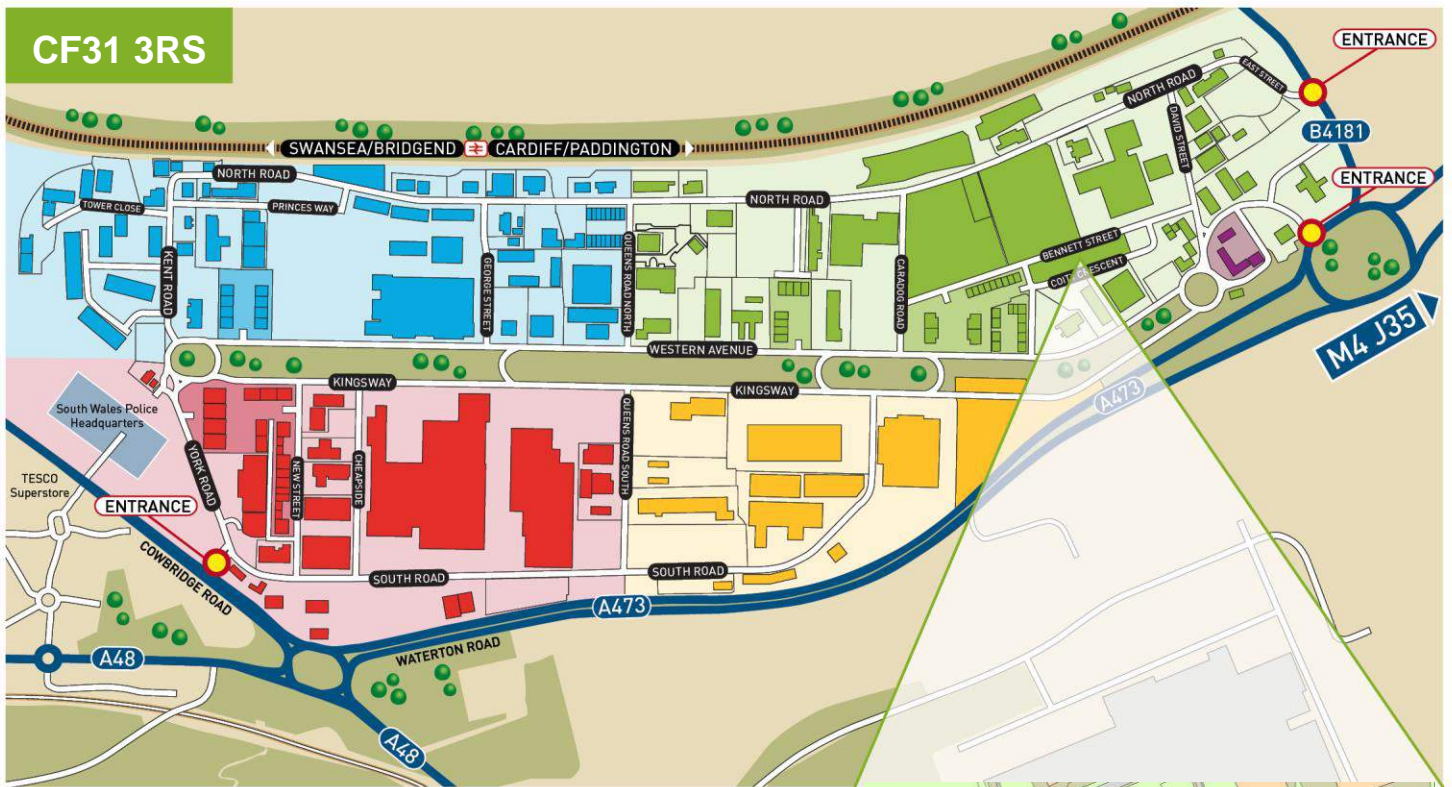 CF31 3RS
ENTRANCE
EAST STREET
NORTH ROAD
B4181
DAVID STREET
SWANSEA/BRIDGEND
CARDIFF/PADDINGTON
NORTH ROAD
ENTRANCE
TOWER CLOSE
PRINCES WAY
NORTH ROAD
BENNETT STREET
KENT ROAD
GEORGE STREET
QUEENS ROAD NORTH
CARADOG ROAD
CRESCENT
M4 J35
WESTERN AVENUE
KINGSWAY
KINGSWAY
A473
South Wales Police
Headquarters
YORK ROAD
NEW STREET
CHEAPSIDE
QUEENS ROAD SOUTH
TESCO
Superstore
ENTRANCE
COWBRIDGE ROAD
SOUTH ROAD
SOUTH ROAD
A473
WATERTON ROAD
A48
A48